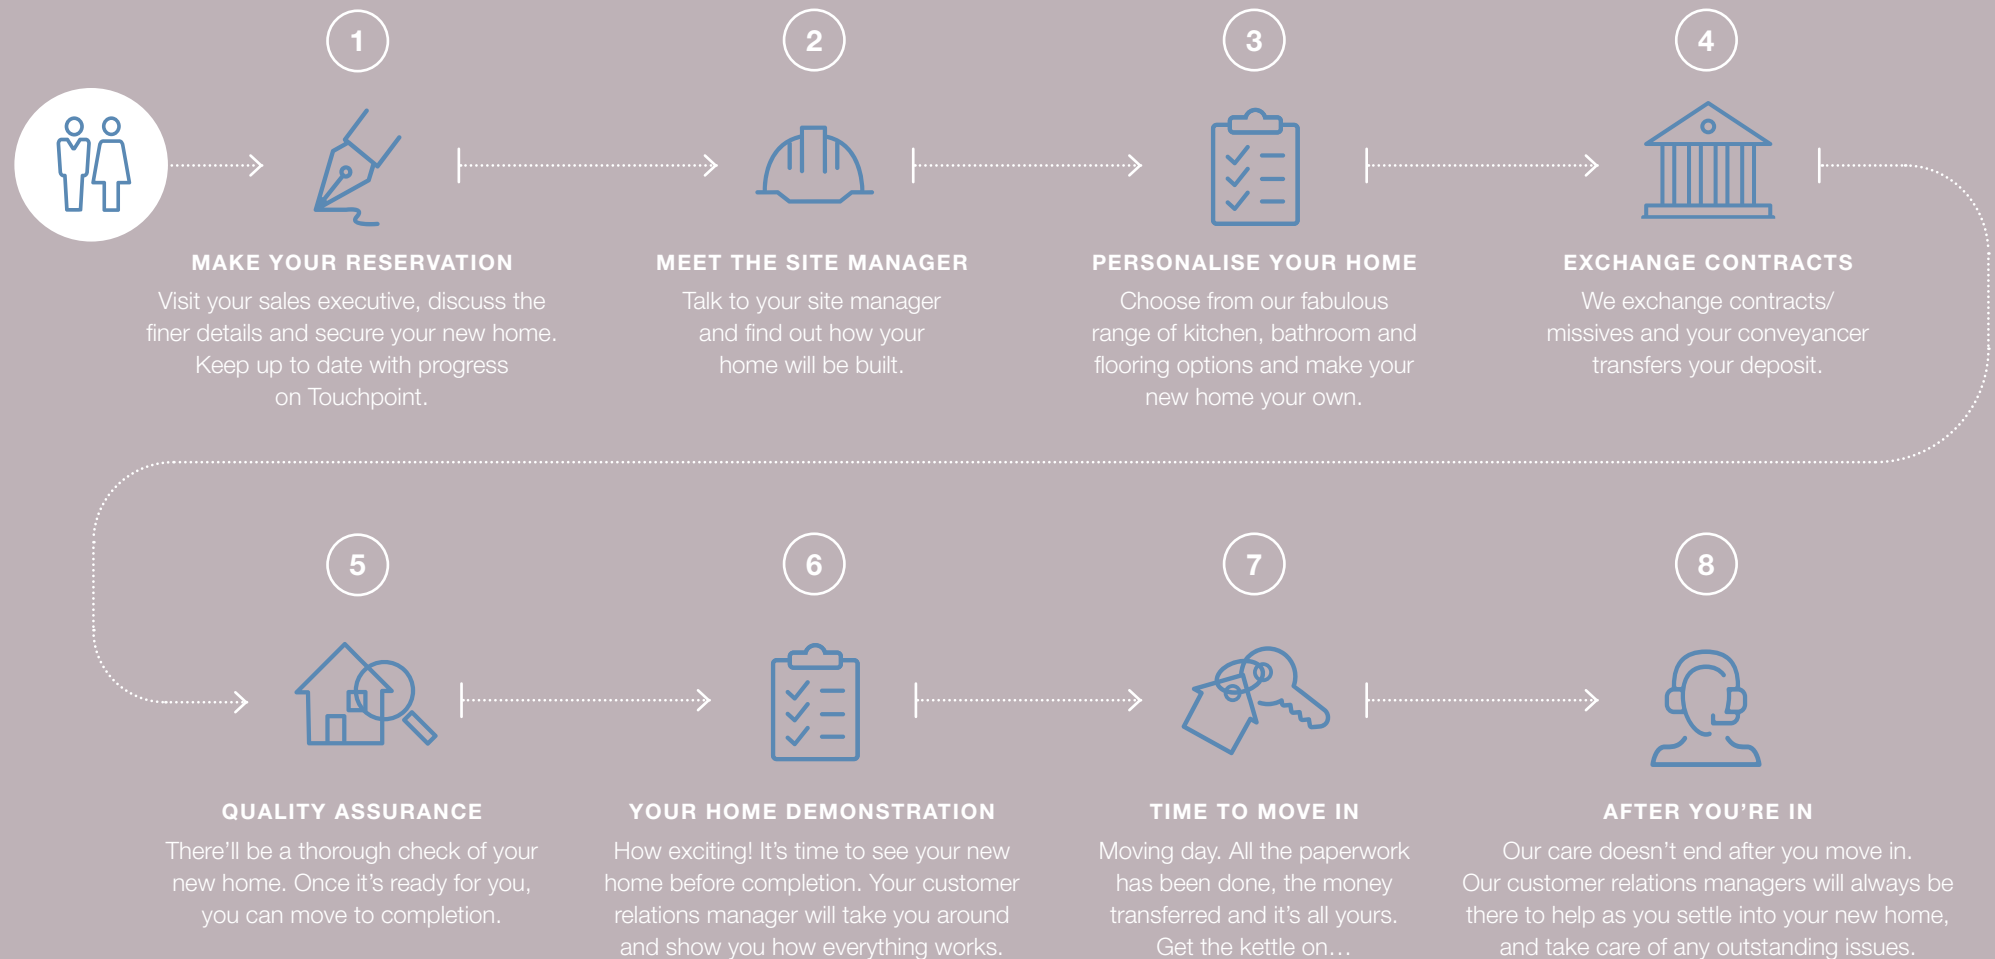 1
MAKE YOUR RESERVATION
Visit your sales executive, discuss the
finer details and secure your new home.
Keep up to date with progress
on Touchpoint.
2
MEET THE SITE MANAGER
Talk to your site manager
and find out how your
home will be built.
3
PERSONALISE YOUR HOME
Choose from our fabulous
range of kitchen, bathroom and
flooring options and make your
new home your own.
4
EXCHANGE CONTRACTS
We exchange contracts/
missives and your conveyancer
transfers your deposit.
5
QUALITY ASSURANCE
There’ll be a thorough check of your
new home. Once it’s ready for you,
you can move to completion.
6
YOUR HOME DEMONSTRATION
How exciting! It’s time to see your new
home before completion. Your customer
relations manager will take you around
and show you how everything works.
7
TIME TO MOVE IN
Moving day. All the paperwork
has been done, the money
transferred and it’s all yours.
Get the kettle on…
8
AFTER YOU’RE IN
Our care doesn’t end after you move in.
Our customer relations managers will always be
there to help as you settle into your new home,
and take care of any outstanding issues.